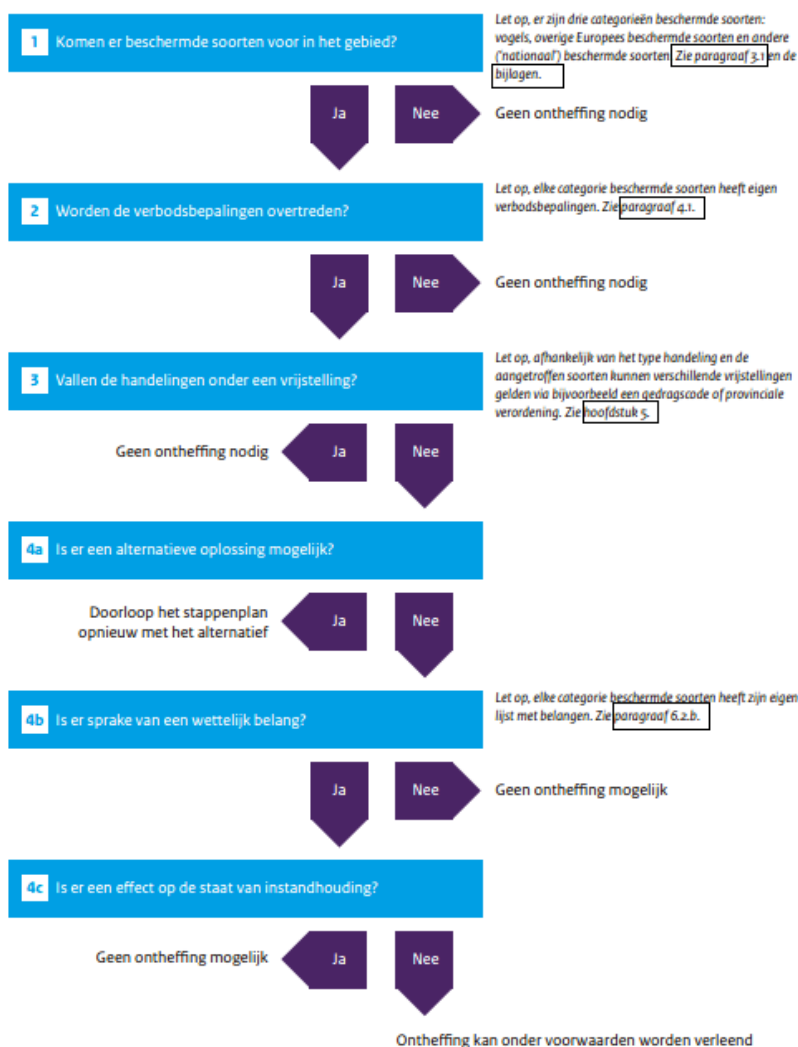 1 Komen er beschermde soorten voor in het gebied?
Let op, er zijn drie categorieën beschermde soorten:
vogels, overige Europees beschermde soorten en andere
('nationaal') beschermde soorten. Zie paragraaf 3.1 en de
bijlagen.
Ja
Nee
Geen ontheffing nodig
2 Worden de verbodsbepalingen overtreden?
Let op, elke categorie beschermde soorten heeft eigen
verbodsbepalingen. Zie paragraaf 4.1.
Ja
Nee
Geen ontheffing nodig
3 Vallen de handelingen onder een vrijstelling?
Let op, afhankelijk van het type handeling en de
aangetroffen soorten kunnen verschillende vrijstellingen
gelden via bijvoorbeeld een gedragscode of provinciale
verordening. Zie hoofdstuk 5.
Geen ontheffing nodig
Ja
Nee
4a Is er een alternatieve oplossing mogelijk?
Doorloop het stappenplan
opnieuw met het alternatief
Ja
Nee
4b Is er sprake van een wettelijk belang?
Let op, elke categorie beschermde soorten heeft zijn eigen
lijst met belangen. Zie paragraaf 6.2.b.
Ja
Nee
Geen ontheffing mogelijk
4c Is er een effect op de staat van instandhouding?
Geen ontheffing mogelijk
Ja
Nee
Ontheffing kan onder voorwaarden worden verleend